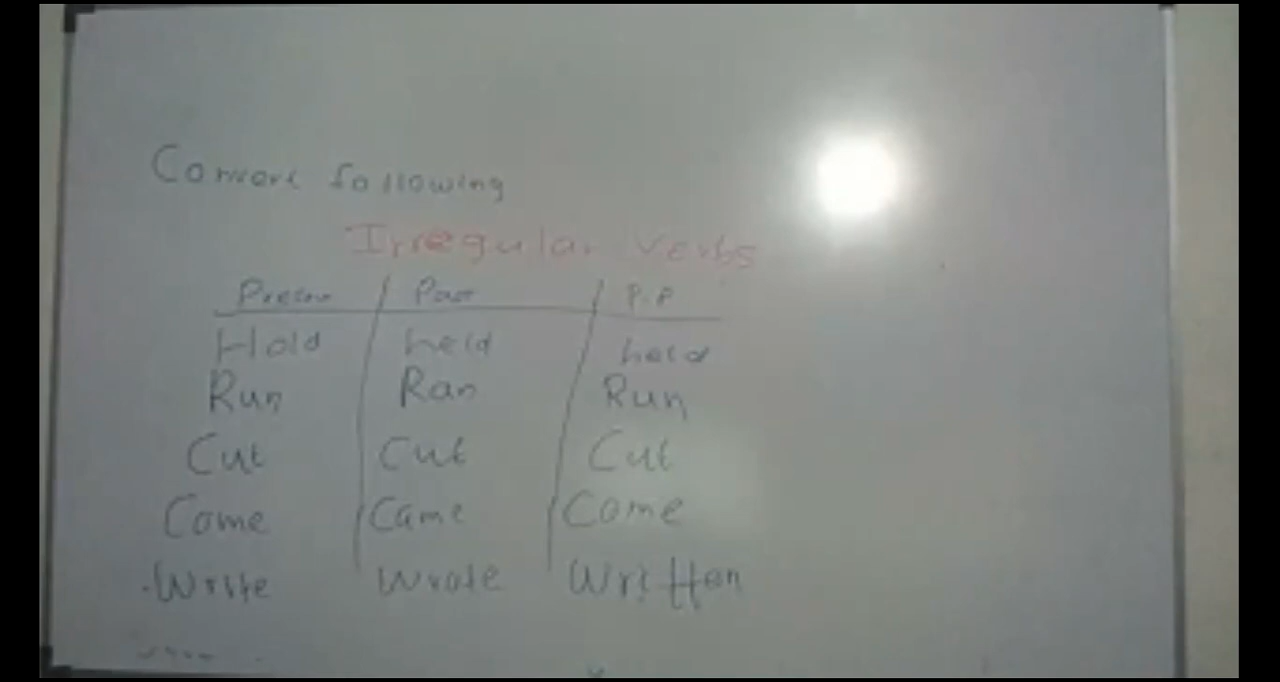 Convert following
Irregular Verbs
Present Past P.P
Hold held held
Run Ran Run
Cut Cut Cut
Come Came Come
Write Wrote Written